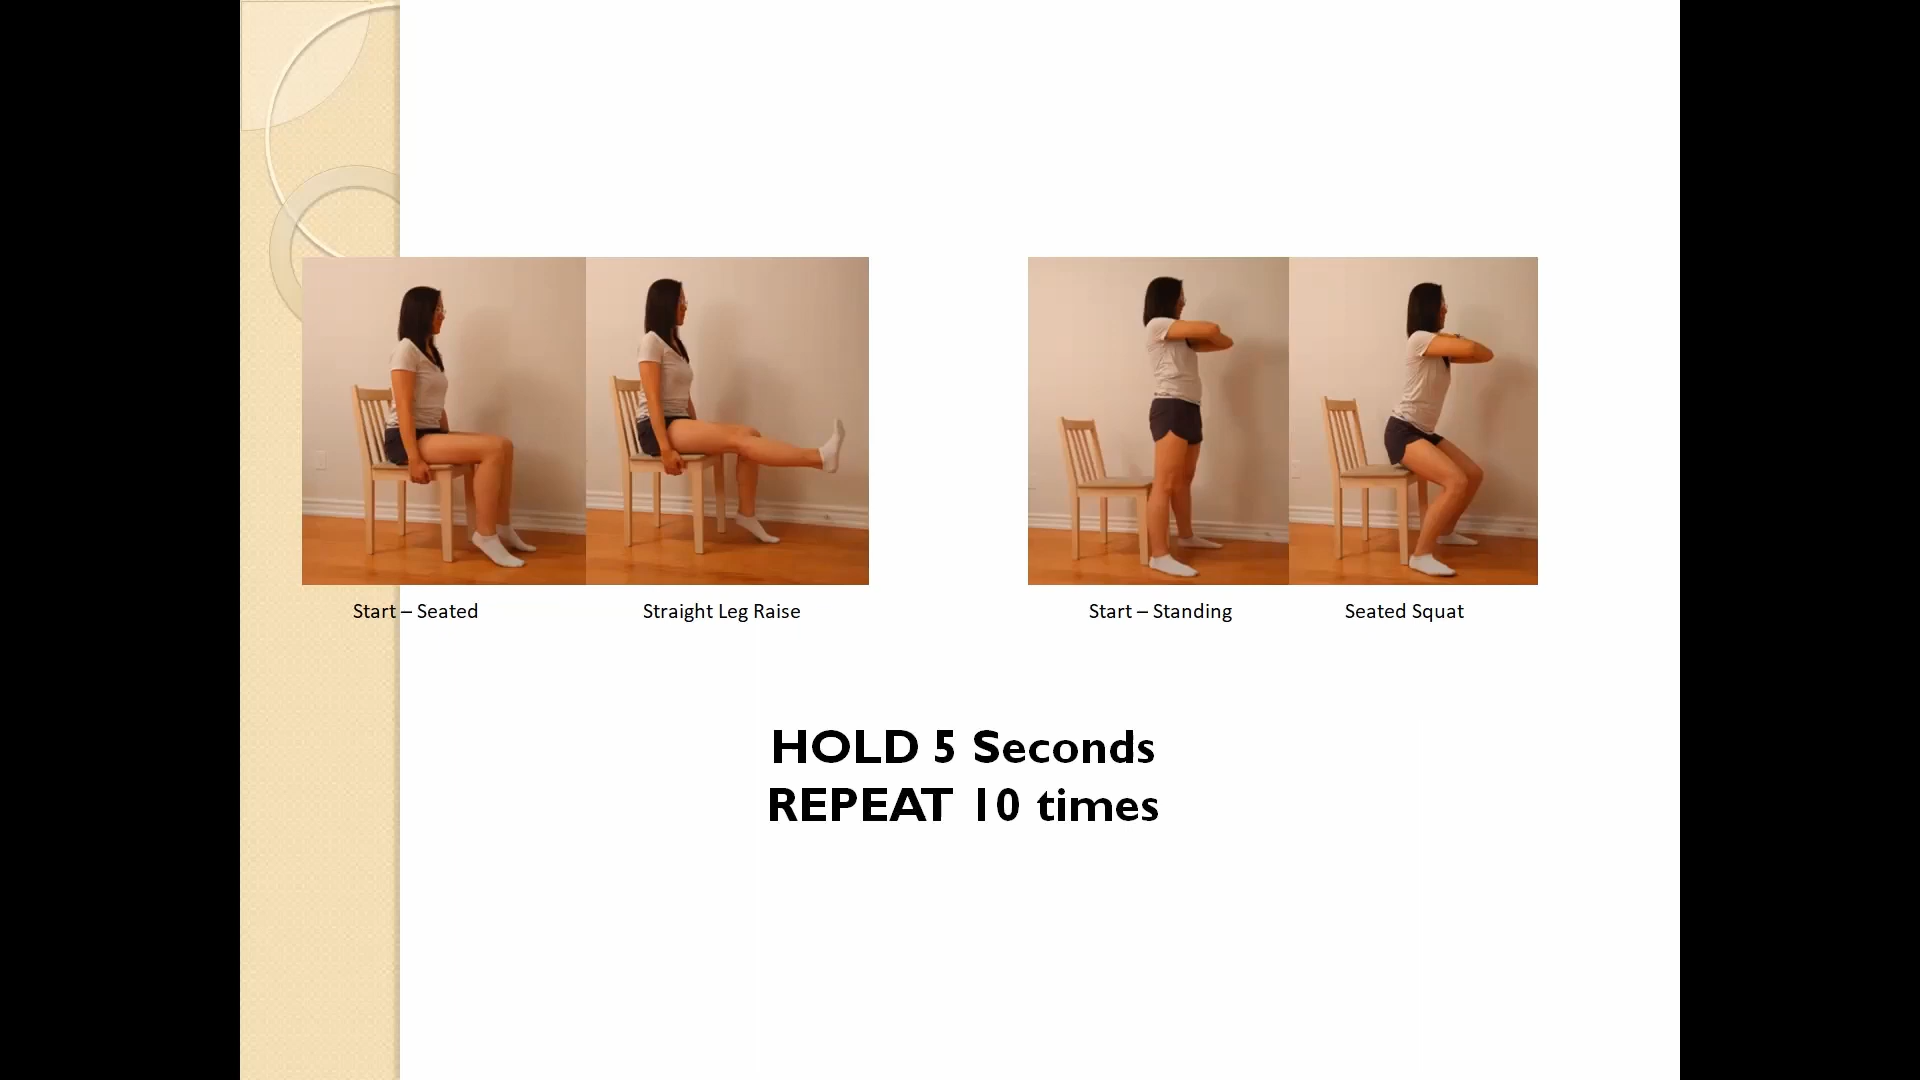 Start – Seated
Straight Leg Raise
Start – Standing
Seated Squat
HOLD 5 Seconds
REPEAT 10 times